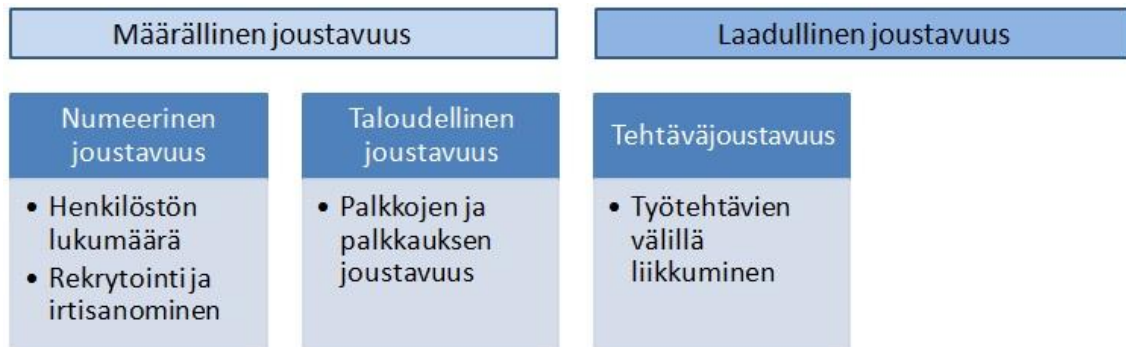 Määrällinen joustavuus
Laadullinen joustavuus
Numeerinen
joustavuus
• Henkilöstön
lukumäärä
• Rekrytointi ja
irtisanominen
Taloudellinen
joustavuus
• Palkkojen ja
palkkauksen
joustavuus
Tehtäväjoustavuus
• Työtehtävien
välillä
liikkuminen